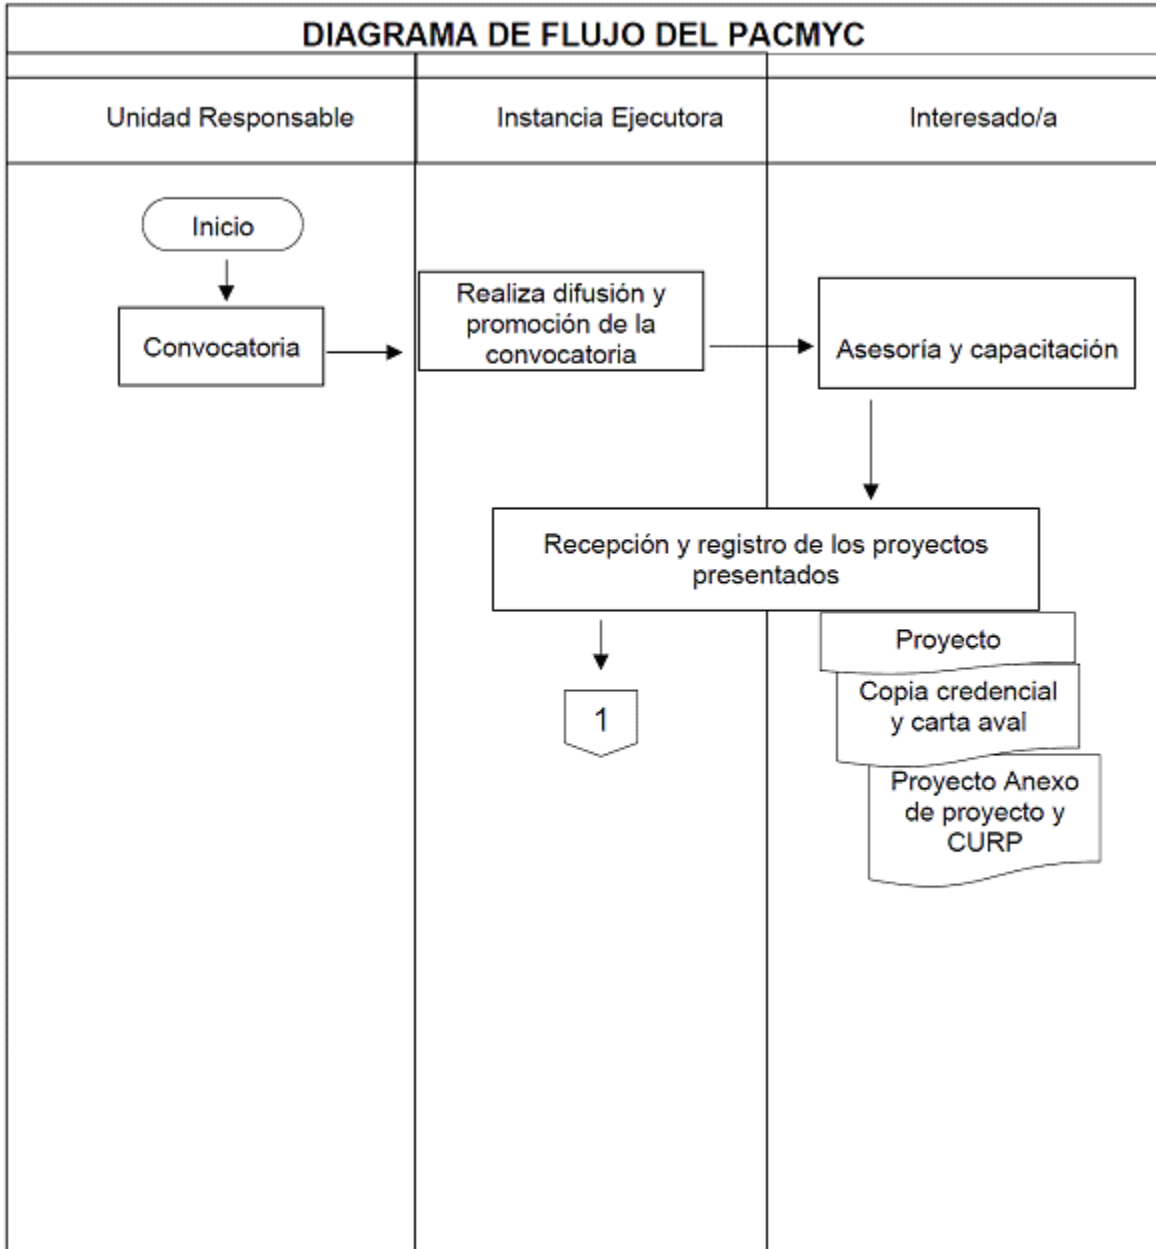 DIAGRAMA DE FLUJO DEL PACMYC
Unidad Responsable
Instancia Ejecutora
Interesado/a
Inicio
Convocatoria
Realiza difusión y
promoción de la
convocatoria
Asesoría y capacitación
Recepción y registro de los proyectos
presentados
1
Proyecto
Copia credencial
y carta aval
Proyecto Anexo
de proyecto y
CURP